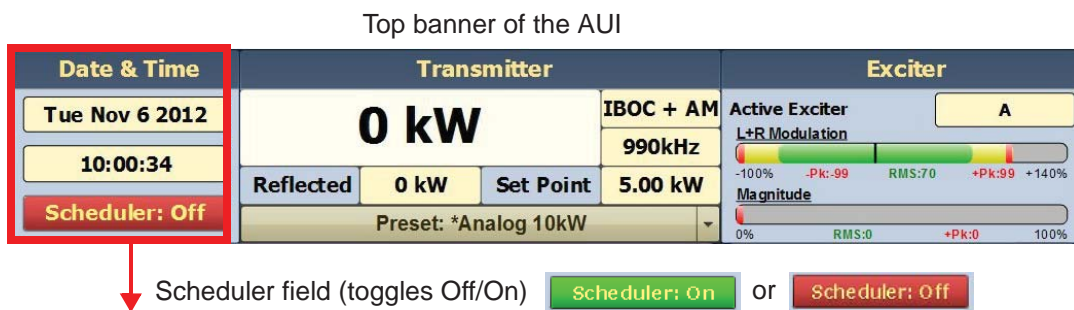 Top banner of the AUI
Date & Time
Tue Nov 6 2012
10:00:34
Scheduler: Off
Transmitter
0 kW
IBOC + AM
990kHz
Reflected 0 kW Set Point 5.00 kW
Preset: *Analog 10kW
Exciter
Active Exciter A
L+R Modulation
-100% -Pk:-99 RMS:70 +Pk:99 +140%
Magnitude
0% RMS:0 +Pk:0 100%
Scheduler field (toggles Off/On) Scheduler: On or Scheduler: Off